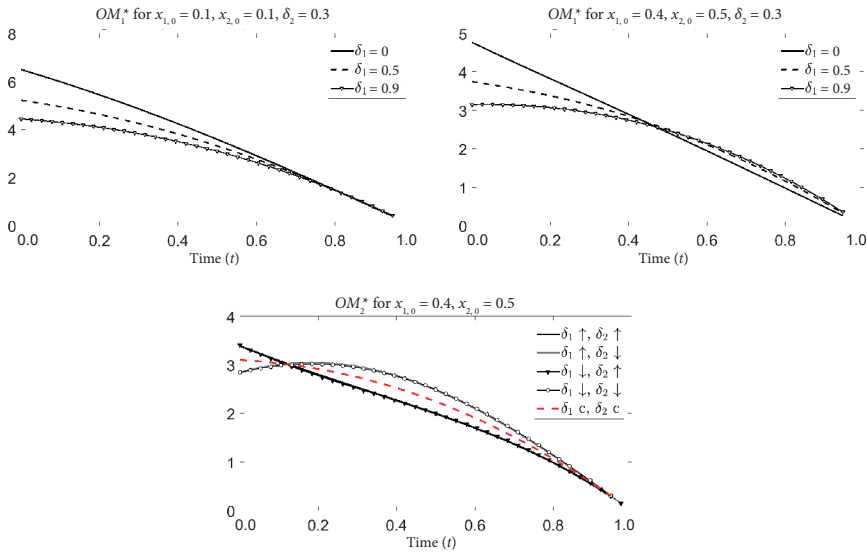 OM₁* for x₁,₀ = 0.1, x₂,₀ = 0.1, δ₂ = 0.3
8
6
4
2
0
δ₁ = 0
δ₁ = 0.5
δ₁ = 0.9
0.0 0.2 0.4 0.6 0.8 1.0
Time (t)
OM₁* for x₁,₀ = 0.4, x₂,₀ = 0.5, δ₂ = 0.3
5
4
3
2
1
0
δ₁ = 0
δ₁ = 0.5
δ₁ = 0.9
0.0 0.2 0.4 0.6 0.8 1.0
Time (t)
OM₂* for x₁,₀ = 0.4, x₂,₀ = 0.5
4
3
2
1
0
δ₁ ↑, δ₂ ↑
δ₁ ↑, δ₂ ↓
δ₁ ↓, δ₂ ↑
δ₁ ↓, δ₂ ↓
δ₁ c, δ₂ c
0.0 0.2 0.4 0.6 0.8 1.0
Time (t)